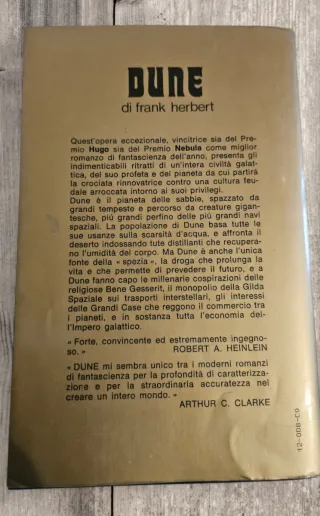 DUNE
di frank herbert
Quest'opera eccezionale, vincitrice sia del Pre-
mio Hugo sia del Premio Nebula come miglior
romanzo di fantascienza dell'anno, presenta gli
indimenticabili ritratti di un'intera civiltà galat-
tica, del suo profeta e del pianeta da cui partirà
la crociata rinnovatrice contro una cultura feu-
dale arroccata intorno ai suoi privilegi.
Dune è il pianeta delle sabbie, spazzato da
grandi tempeste e percorso da creature gigan-
tesche, più grandi perfino delle più grandi navi
spaziali. La popolazione di Dune basa tutte le
sue usanze sulla scarsità d'acqua, e affronta il
deserto indossando tute distillanti che recupera-
no l'umidità del corpo. Ma Dune è anche l'unica
fonte della « spezia », la droga che prolunga la
vita e che permette di prevedere il futuro, e a
Dune fanno capo le millenarie cospirazioni delle
religiose Bene Gesserit, il monopolio della Gilda
Spaziale sui trasporti interstellari, gli interessi
delle Grandi Case che reggono il commercio tra
i pianeti, e in sostanza tutta l'economia del-
l'Impero galattico.
« Forte, convincente ed estremamente ingegno-
so. » ROBERT A. HEINLEIN
« DUNE mi sembra unico tra i moderni romanzi
di fantascienza per la profondità di caratterizza-
zione e per la straordinaria accuratezza nel
creare un intero mondo. »
ARTHUR C. CLARKE
12-008-C9